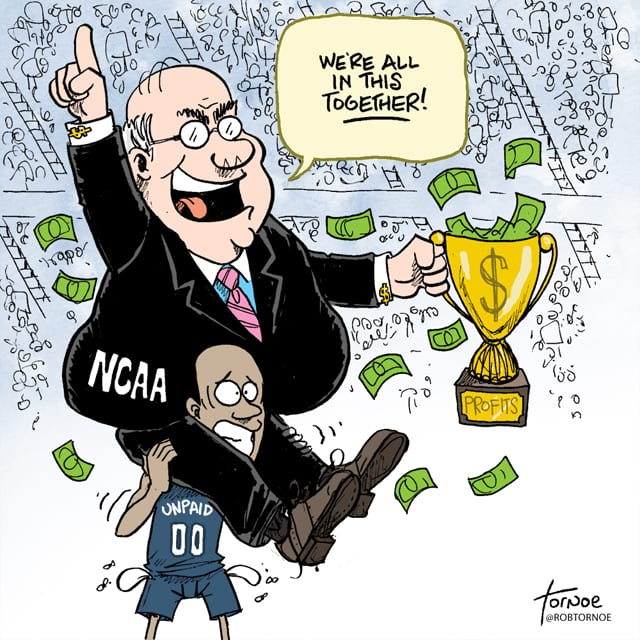 WE'RE ALL
IN THIS
TOGETHER!
$
PROFITS
NCAA
UNPAID
00
TORNOE
@ROBTORNOE